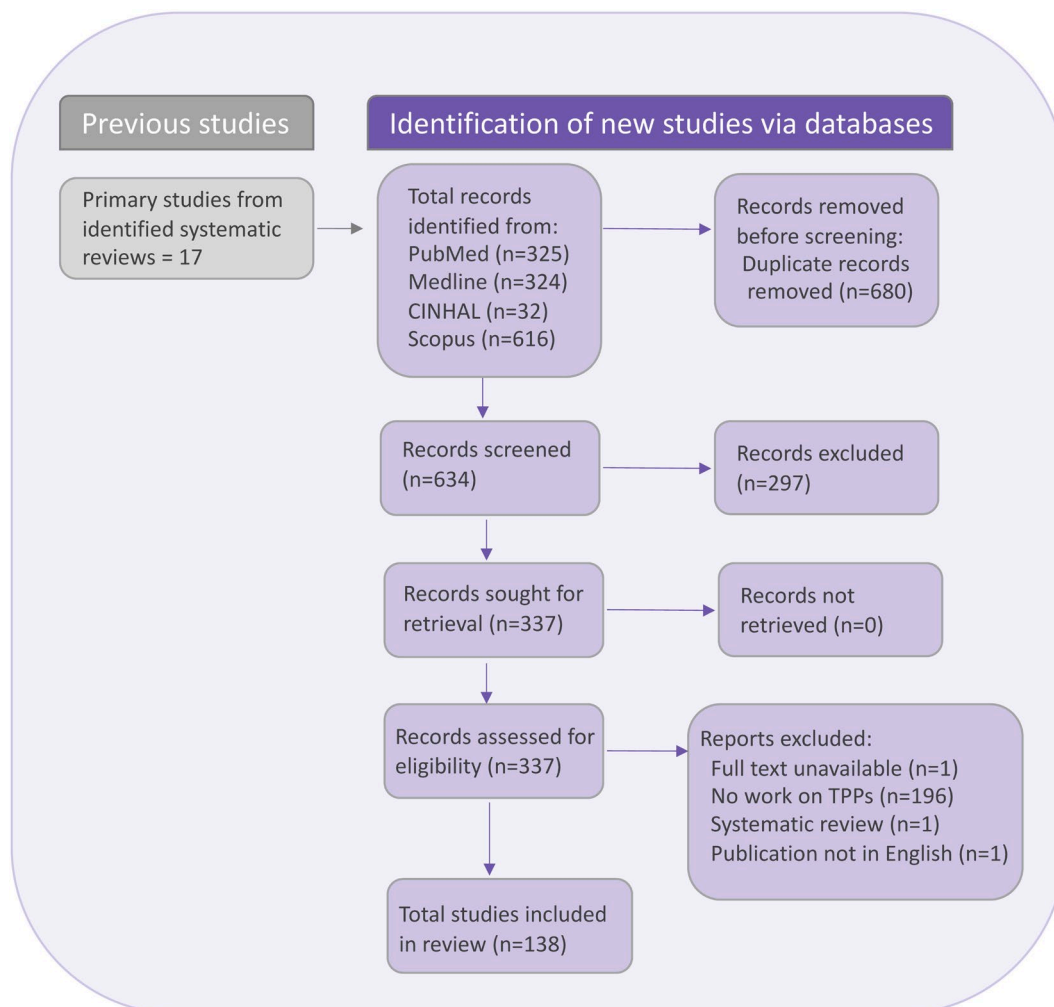 Previous studies
Identification of new studies via databases
Primary studies from
identified systematic
reviews = 17
Total records
identified from:
PubMed (n=325)
Medline (n=324)
CINHAL (n=32)
Scopus (n=616)
Records removed
before screening:
Duplicate records
removed (n=680)
Records screened
(n=634)
Records excluded
(n=297)
Records sought for
retrieval (n=337)
Records not
retrieved (n=0)
Records assessed for
eligibility (n=337)
Reports excluded:
Full text unavailable (n=1)
No work on TPPs (n=196)
Systematic review (n=1)
Publication not in English (n=1)
Total studies included
in review (n=138)